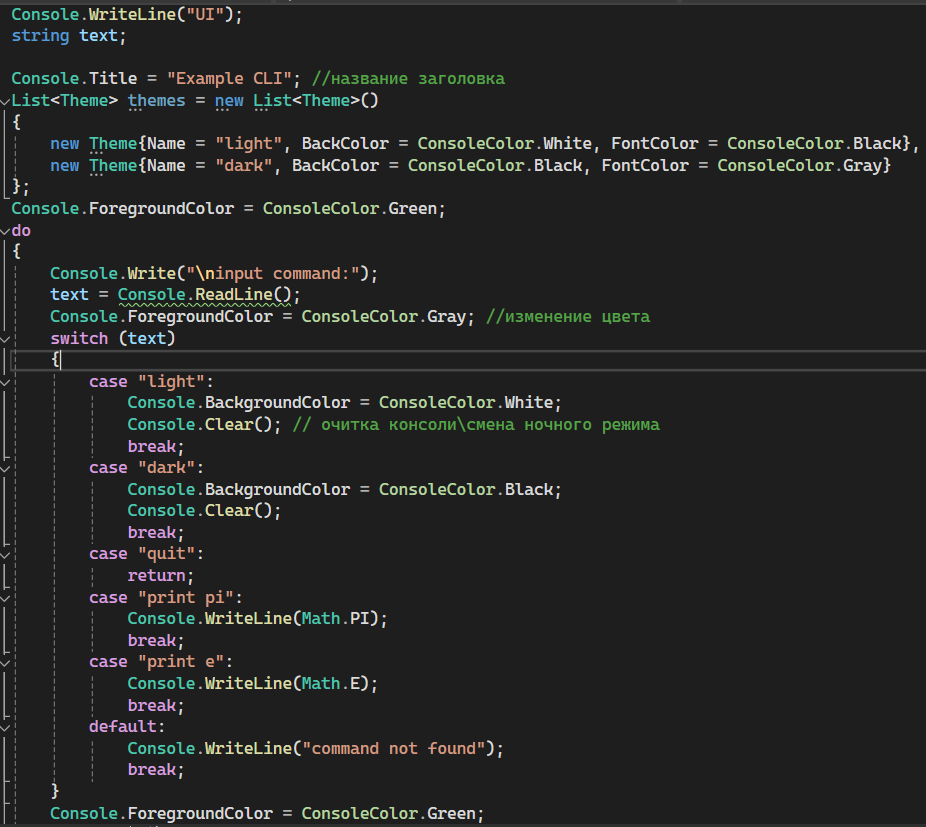 Console.WriteLine("UI");
string text;
Console.Title = "Example CLI"; //название заголовка
List<Theme> themes = new List<Theme>()
{
    new Theme{Name = "light", BackColor = ConsoleColor.White, FontColor = ConsoleColor.Black},
    new Theme{Name = "dark", BackColor = ConsoleColor.Black, FontColor = ConsoleColor.Gray}
};
Console.ForegroundColor = ConsoleColor.Green;
do
{
    Console.Write("\ninput command:");
    text = Console.ReadLine();
    Console.ForegroundColor = ConsoleColor.Gray; //изменение цвета
    switch (text)
    {
        case "light":
            Console.BackgroundColor = ConsoleColor.White;
            Console.Clear(); // очитка консоли\смена ночного режима
            break;
        case "dark":
            Console.BackgroundColor = ConsoleColor.Black;
            Console.Clear();
            break;
        case "quit":
            return;
        case "print pi":
            Console.WriteLine(Math.PI);
            break;
        case "print e":
            Console.WriteLine(Math.E);
            break;
        default:
            Console.WriteLine("command not found");
            break;
    }
    Console.ForegroundColor = ConsoleColor.Green;